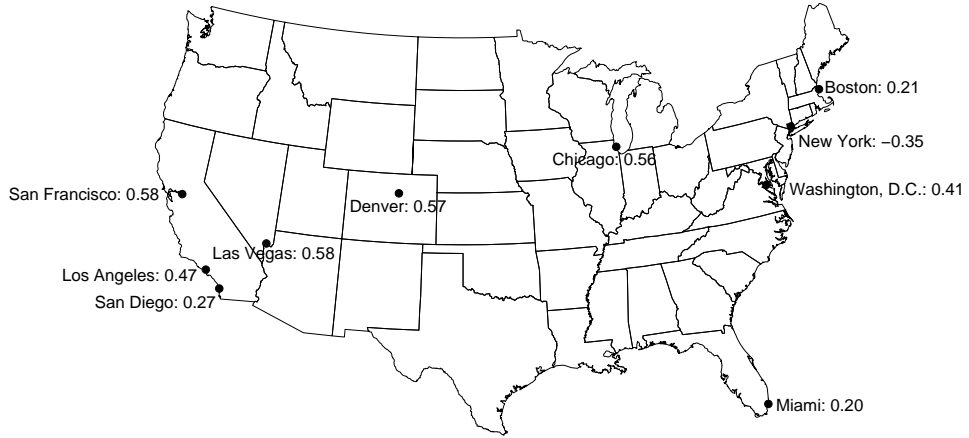 Boston: 0.21
New York: −0.35
Chicago: 0.56
Washington, D.C.: 0.41
San Francisco: 0.58
Denver: 0.57
Las Vegas: 0.58
Los Angeles: 0.47
San Diego: 0.27
Miami: 0.20